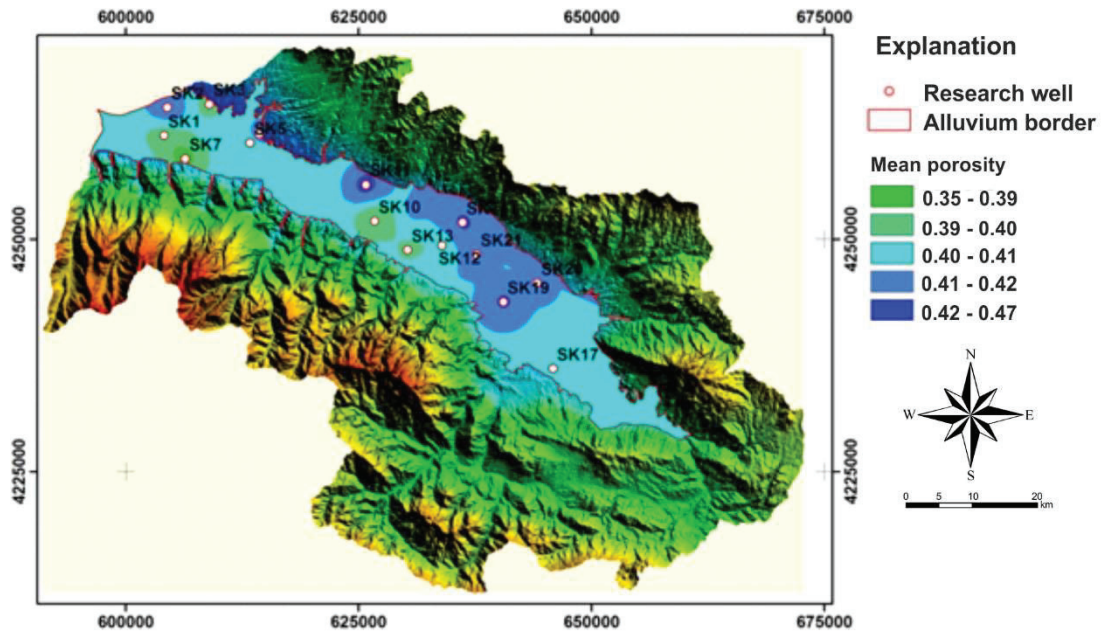 600000 625000 650000 675000
Explanation
Research well
Alluvium border
Mean porosity
0.35 - 0.39
0.39 - 0.40
0.40 - 0.41
0.41 - 0.42
0.42 - 0.47
SK2
SK3
SK1
SK5
SK7
SK10
SK13
SK21
SK12
SK19
SK17
4250000
4250000
4225000
4225000
N
W E
S
0 5 10 20
km
600000 625000 650000 675000